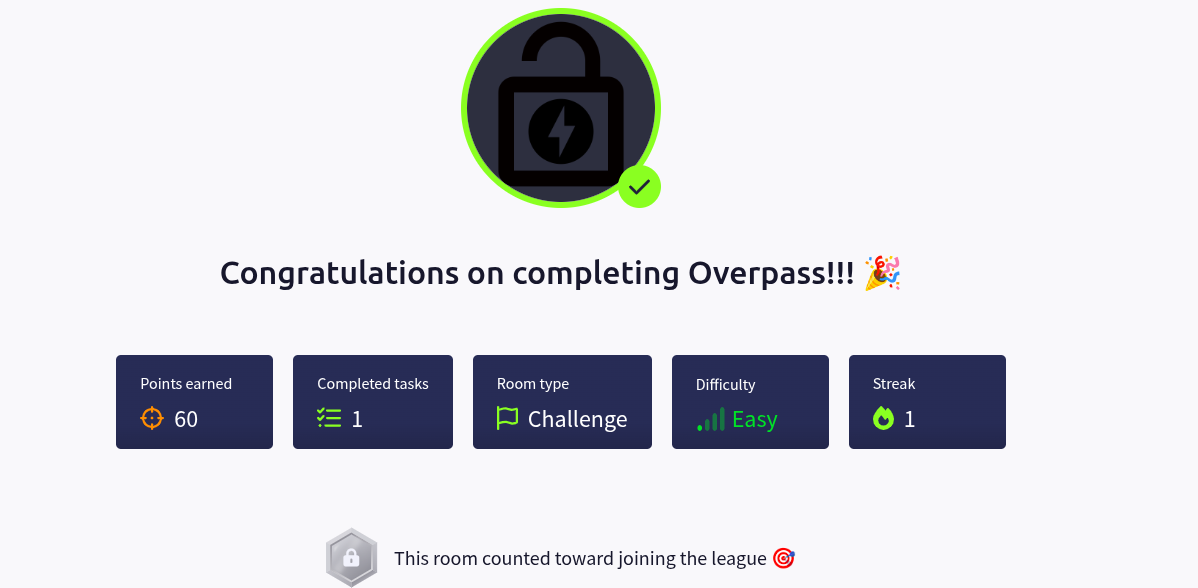 Congratulations on completing Overpass!!! 🎉
Points earned
60
Completed tasks
1
Room type
Challenge
Difficulty
Easy
Streak
1
This room counted toward joining the league 🎯